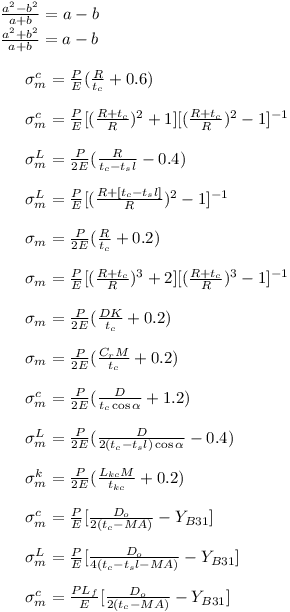 \frac{a^2-b^2}{a+b} = a - b
\frac{a^2+b^2}{a+b} = a - b
\sigma_m^c = \frac{P}{E}(\frac{R}{t_c} + 0.6)
\sigma_m^c = \frac{P}{E}[(\frac{R+t_c}{R})^2 + 1][(\frac{R+t_c}{R})^2 - 1]^{-1}
\sigma_m^L = \frac{P}{2E}(\frac{R}{t_c-t_sl} - 0.4)
\sigma_m^L = \frac{P}{E}[(\frac{R+[t_c-t_sl]}{R})^2 - 1]^{-1}
\sigma_m = \frac{P}{2E}(\frac{R}{t_c} + 0.2)
\sigma_m = \frac{P}{E}[(\frac{R+t_c}{R})^3 + 2][(\frac{R+t_c}{R})^3 - 1]^{-1}
\sigma_m = \frac{P}{2E}(\frac{DK}{t_c} + 0.2)
\sigma_m = \frac{P}{2E}(\frac{C_rM}{t_c} + 0.2)
\sigma_m^c = \frac{P}{2E}(\frac{D}{t_c\cos\alpha} + 1.2)
\sigma_m^L = \frac{P}{2E}(\frac{D}{2(t_c-t_sl)\cos\alpha} - 0.4)
\sigma_m^k = \frac{P}{2E}(\frac{L_{kc}M}{t_{kc}} + 0.2)
\sigma_m^c = \frac{P}{E}[\frac{D_o}{2(t_c-MA)} - Y_{B31}]
\sigma_m^L = \frac{P}{E}[\frac{D_o}{4(t_c-t_sl-MA)} - Y_{B31}]
\sigma_m^c = \frac{PL_f}{E}[\frac{D_o}{2(t_c-MA)} - Y_{B31}]